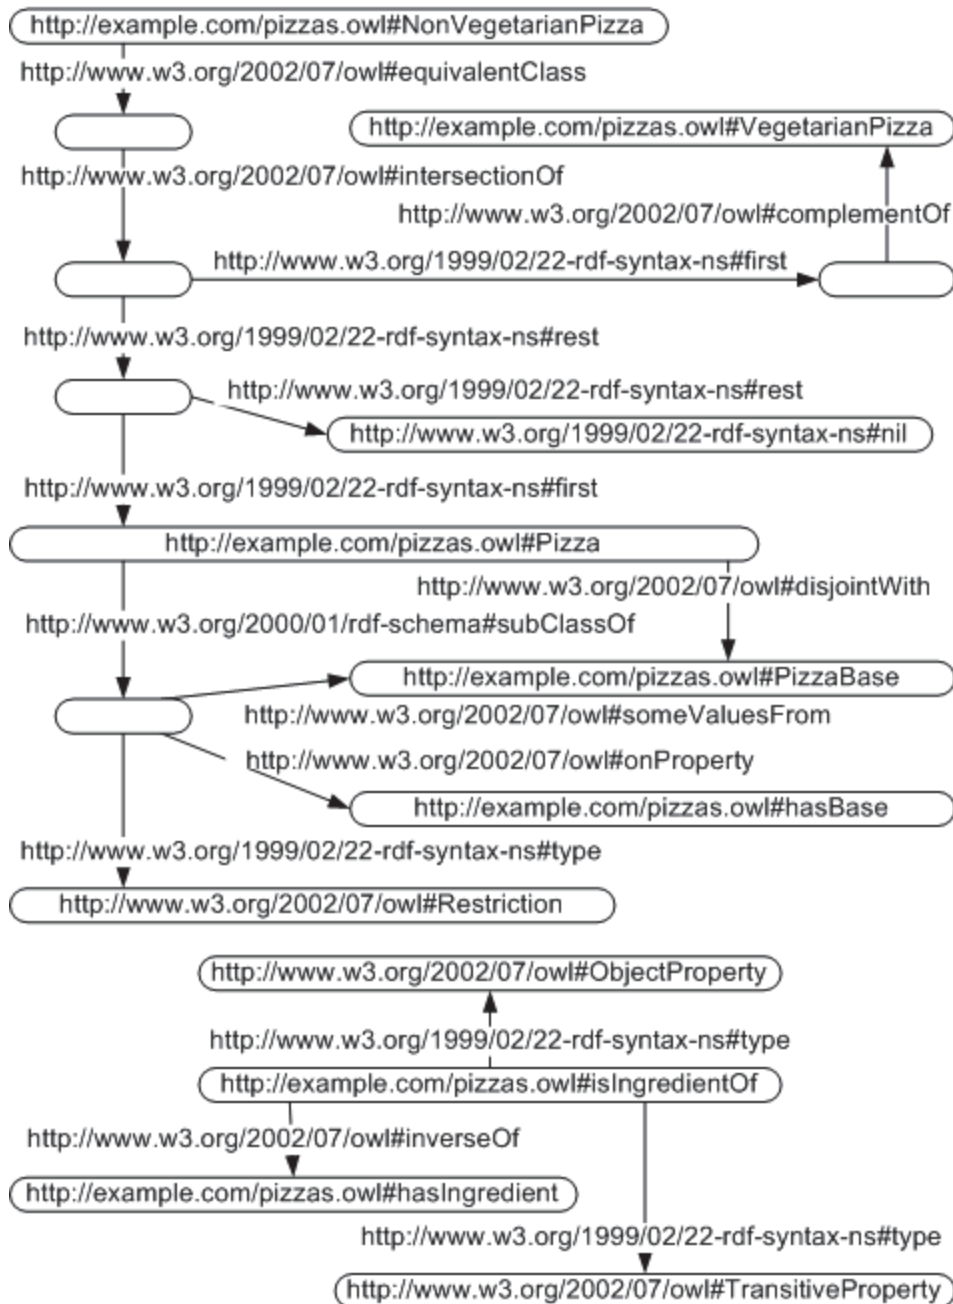 http://example.com/pizzas.owl#NonVegetarianPizza
http://www.w3.org/2002/07/owl#equivalentClass
http://example.com/pizzas.owl#VegetarianPizza
http://www.w3.org/2002/07/owl#intersectionOf
http://www.w3.org/2002/07/owl#complementOf
http://www.w3.org/1999/02/22-rdf-syntax-ns#first
http://www.w3.org/1999/02/22-rdf-syntax-ns#rest
http://www.w3.org/1999/02/22-rdf-syntax-ns#rest
http://www.w3.org/1999/02/22-rdf-syntax-ns#nil
http://www.w3.org/1999/02/22-rdf-syntax-ns#first
http://example.com/pizzas.owl#Pizza
http://www.w3.org/2002/07/owl#disjointWith
http://www.w3.org/2000/01/rdf-schema#subClassOf
http://example.com/pizzas.owl#PizzaBase
http://www.w3.org/2002/07/owl#someValuesFrom
http://www.w3.org/2002/07/owl#onProperty
http://example.com/pizzas.owl#hasBase
http://www.w3.org/1999/02/22-rdf-syntax-ns#type
http://www.w3.org/2002/07/owl#Restriction
http://www.w3.org/2002/07/owl#ObjectProperty
http://www.w3.org/1999/02/22-rdf-syntax-ns#type
http://example.com/pizzas.owl#isIngredientOf
http://www.w3.org/2002/07/owl#inverseOf
http://example.com/pizzas.owl#hasIngredient
http://www.w3.org/1999/02/22-rdf-syntax-ns#type
http://www.w3.org/2002/07/owl#TransitiveProperty